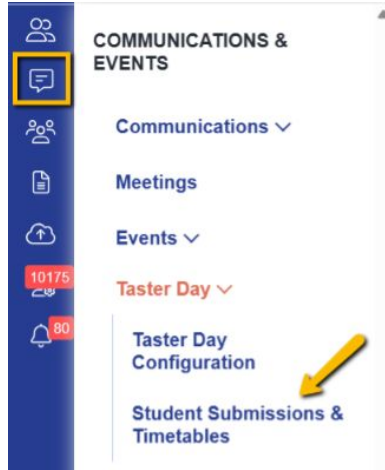 COMMUNICATIONS &
EVENTS
Communications
Meetings
Events
10175
Taster Day
80
Taster Day
Configuration
Student Submissions &
Timetables